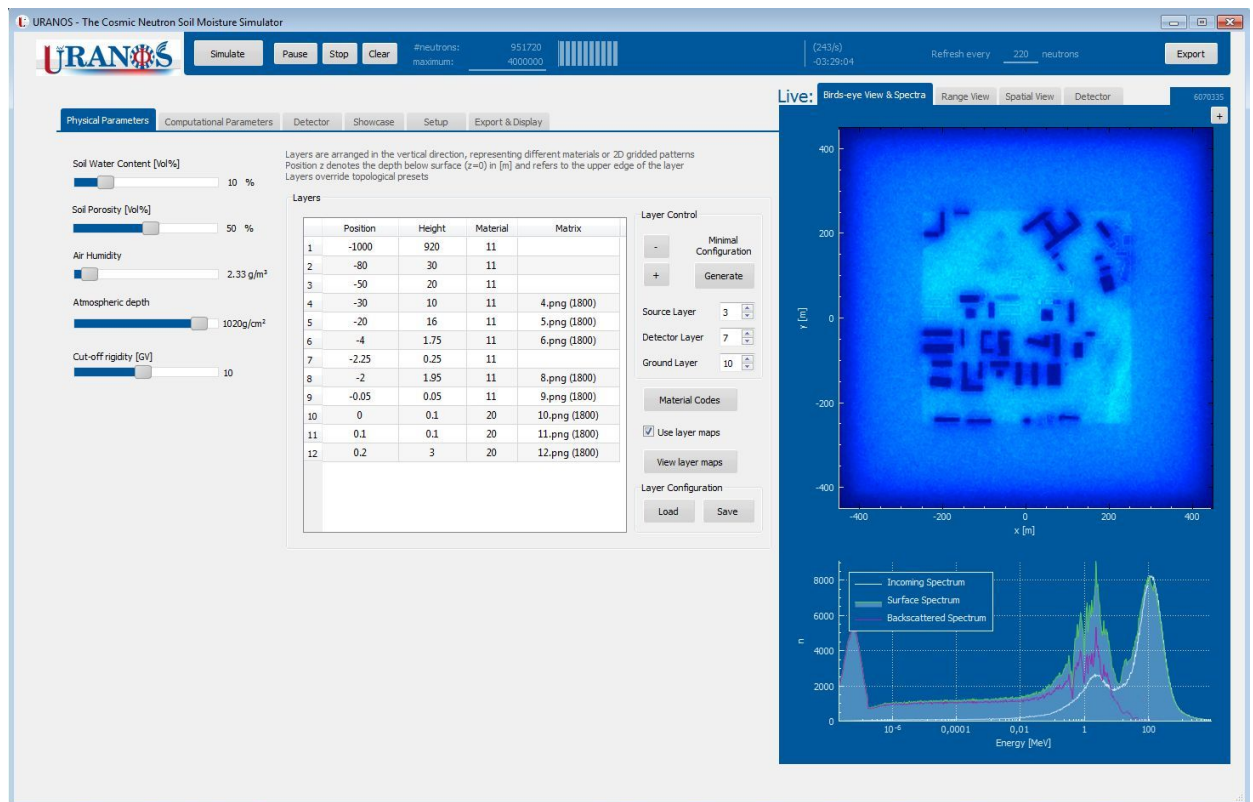 URANOS - The Cosmic Neutron Soil Moisture Simulator
ÜRANOS
Simulate
Pause
Stop
Clear
#neutrons: 951720
maximum: 4000000
(243/s)
-03:29:04
Refresh every 220 neutrons
Export
Physical Parameters
Computational Parameters
Detector
Showcase
Setup
Export & Display
Soil Water Content [Vol%]
10 %
Soil Porosity [Vol%]
50 %
Air Humidity
2.33 g/m³
Atmospheric depth
1020g/cm²
Cut-off rigidity [GV]
10
Layers are arranged in the vertical direction, representing different materials or 2D gridded patterns
Position z denotes the depth below surface (z=0) in [m] and refers to the upper edge of the layer
Layers override topological presets
Layers
Position Height Material Matrix
1 -1000 920 11
2 -80 30 11
3 -50 20 11
4 -30 10 11 4.png (1800)
5 -20 16 11 5.png (1800)
6 -4 1.75 11 6.png (1800)
7 -2.25 0.25 11
8 -2 1.95 11 8.png (1800)
9 -0.05 0.05 11 9.png (1800)
10 0 0.1 20 10.png (1800)
11 0.1 0.1 20 11.png (1800)
12 0.2 3 20 12.png (1800)
Layer Control
-
Minimal
Configuration
+
Generate
Source Layer 3
Detector Layer 7
Ground Layer 10
Material Codes
Use layer maps
View layer maps
Layer Configuration
Load
Save
Live:
Birds-eye View & Spectra
Range View
Spatial View
Detector
6070335
+
400
200
0
-200
-400
y [m]
-400 -200 0 200 400
x [m]
8000
6000
4000
2000
0
n
Incoming Spectrum
Surface Spectrum
Backscattered Spectrum
10⁻⁶ 0,0001 0,01 1 100
Energy [MeV]